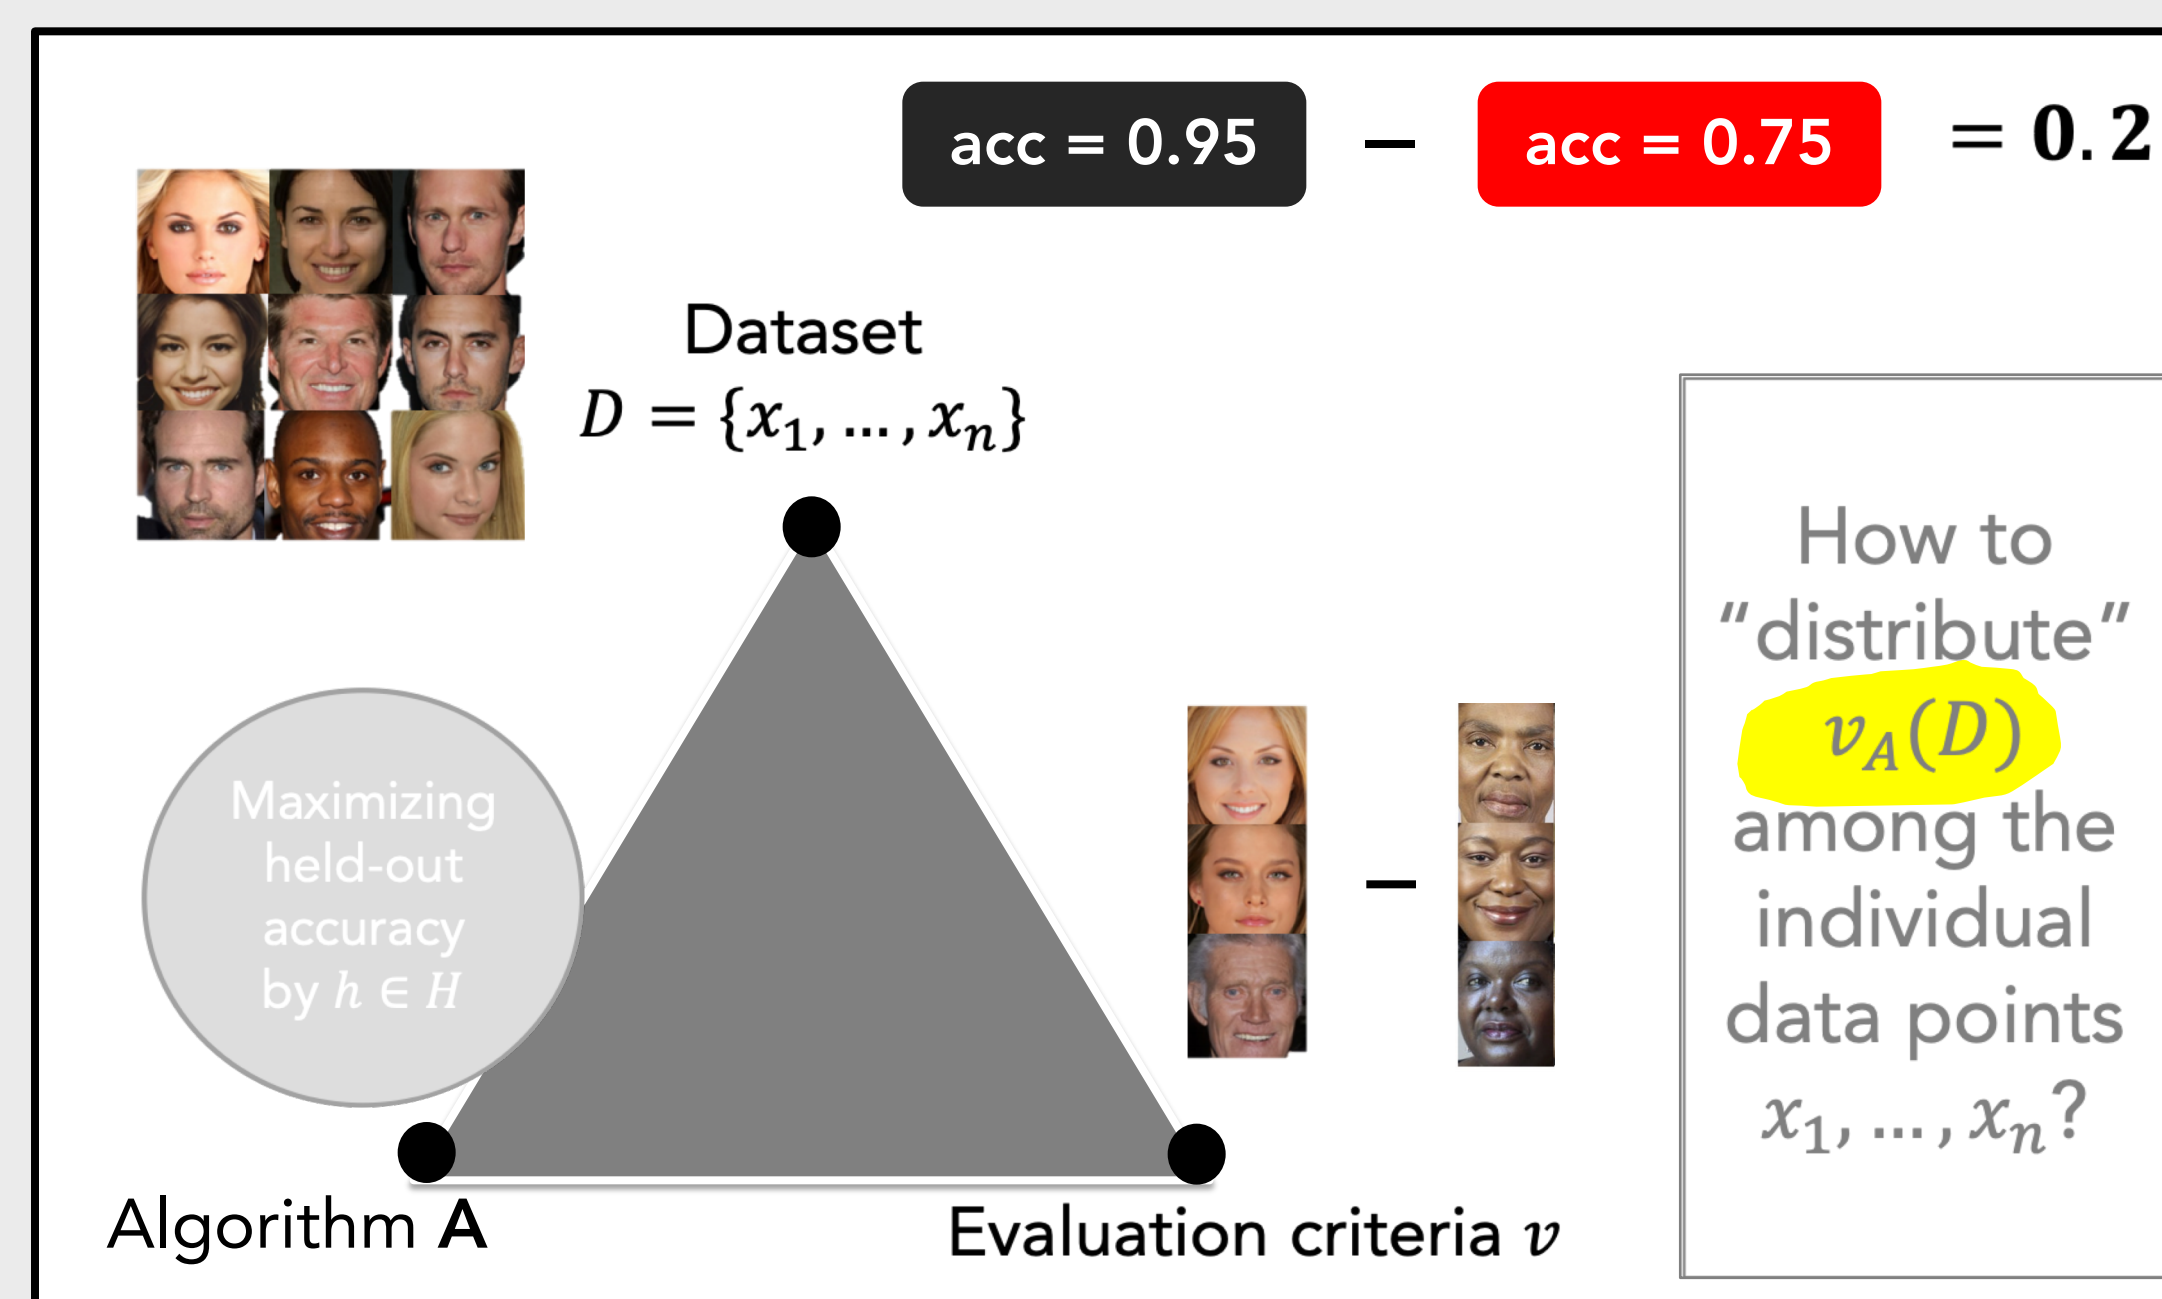 acc = 0.95 − acc = 0.75 = 0.2
Dataset
D = {x₁, … , xₙ}
How to
“distribute”
v_A(D)
among the
individual
data points
x₁, … , xₙ?
Maximizing
held-out
accuracy
by h ∈ H
−
Algorithm A
Evaluation criteria v